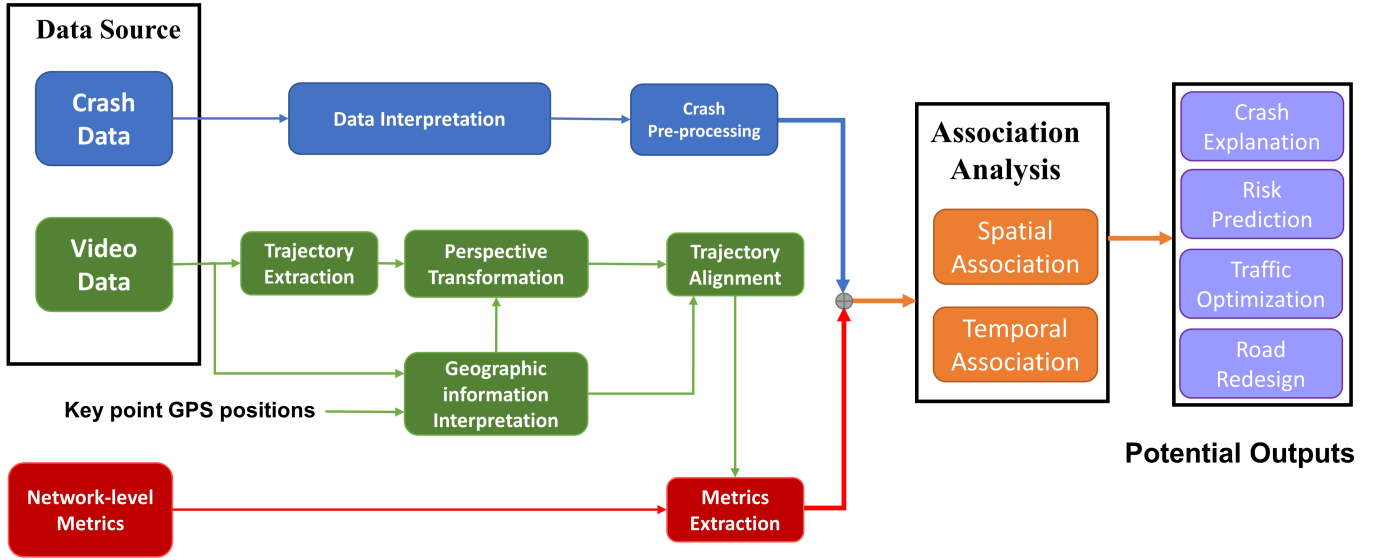 Data Source
Crash
Data
Data Interpretation
Crash
Pre-processing
Video
Data
Trajectory
Extraction
Perspective
Transformation
Trajectory
Alignment
Geographic
information
Interpretation
Key point GPS positions
Network-level
Metrics
Metrics
Extraction
Association
Analysis
Spatial
Association
Temporal
Association
Crash
Explanation
Risk
Prediction
Traffic
Optimization
Road
Redesign
Potential Outputs